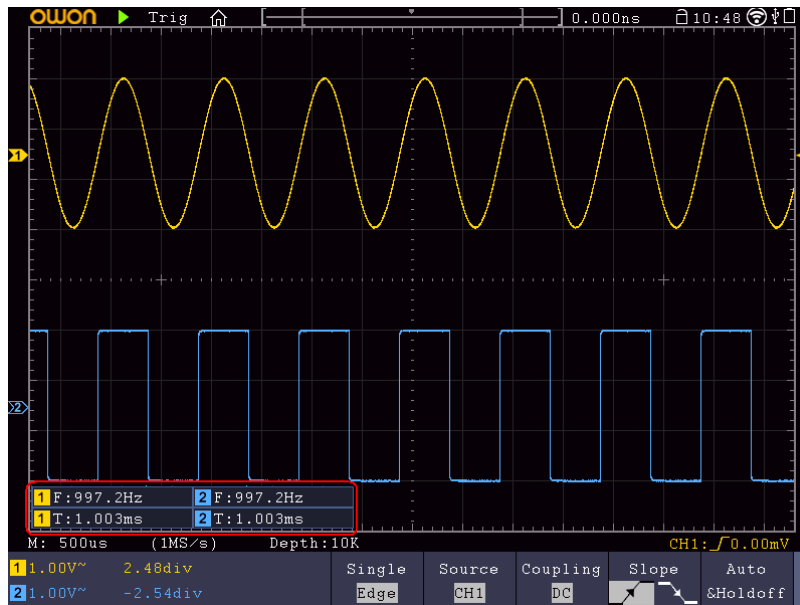 owon Trig 0.000ns 10:48
1
2
1 F:997.2Hz 2 F:997.2Hz
1 T:1.003ms 2 T:1.003ms
M: 500us (1MS/s) Depth:10K CH1: 0.00mV
1 1.00V~ 2.48div Single Source Coupling Slope Auto
2 1.00V~ -2.54div Edge CH1 DC &Holdoff